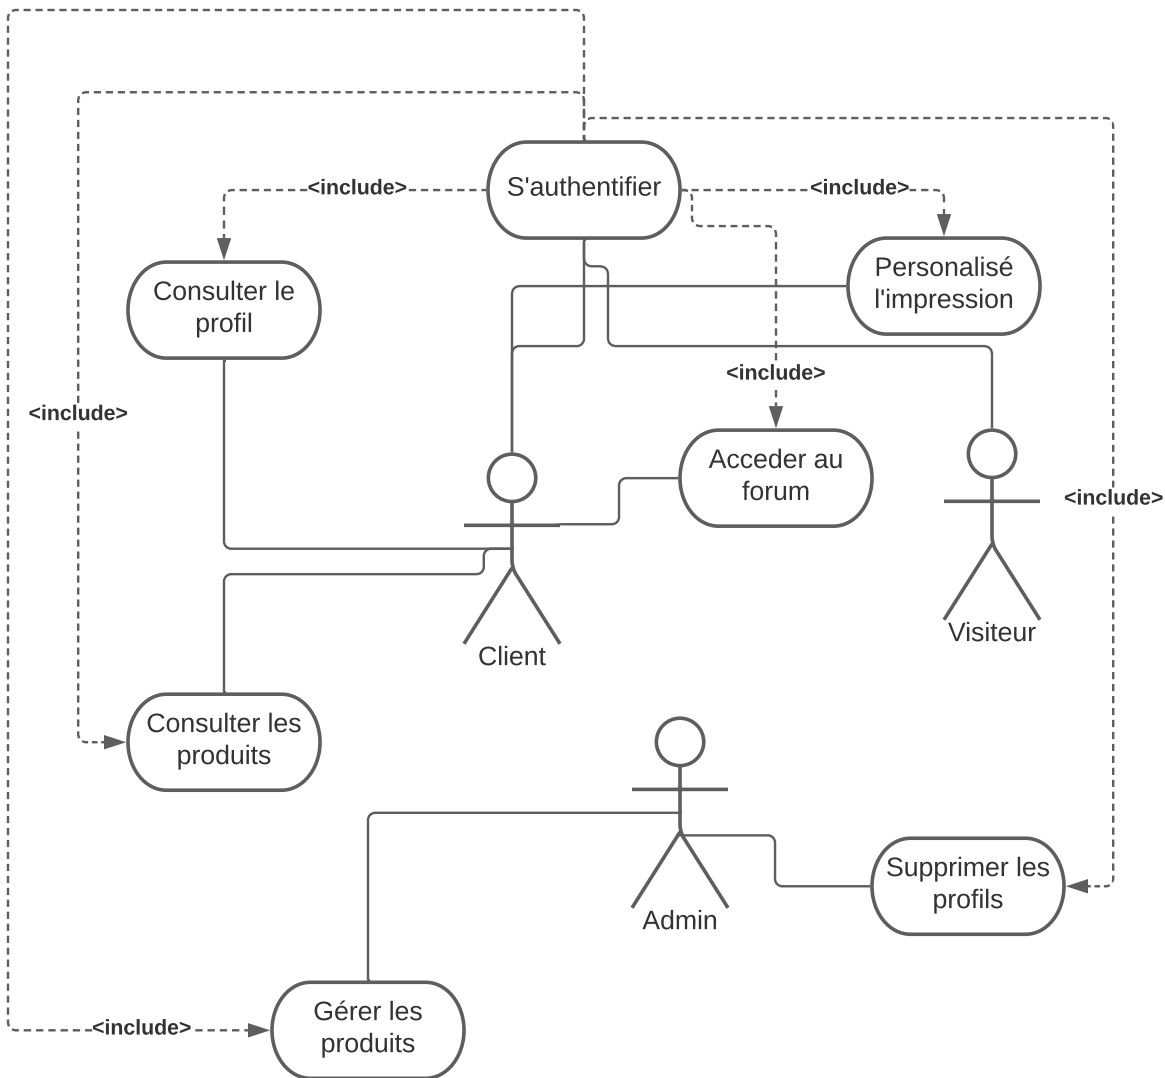 S'authentifier
<include>
<include>
Consulter le
profil
Personalisé
l'impression
<include>
<include>
Acceder au
forum
<include>
Visiteur
Client
Consulter les
produits
Supprimer les
profils
Admin
Gérer les
produits
<include>